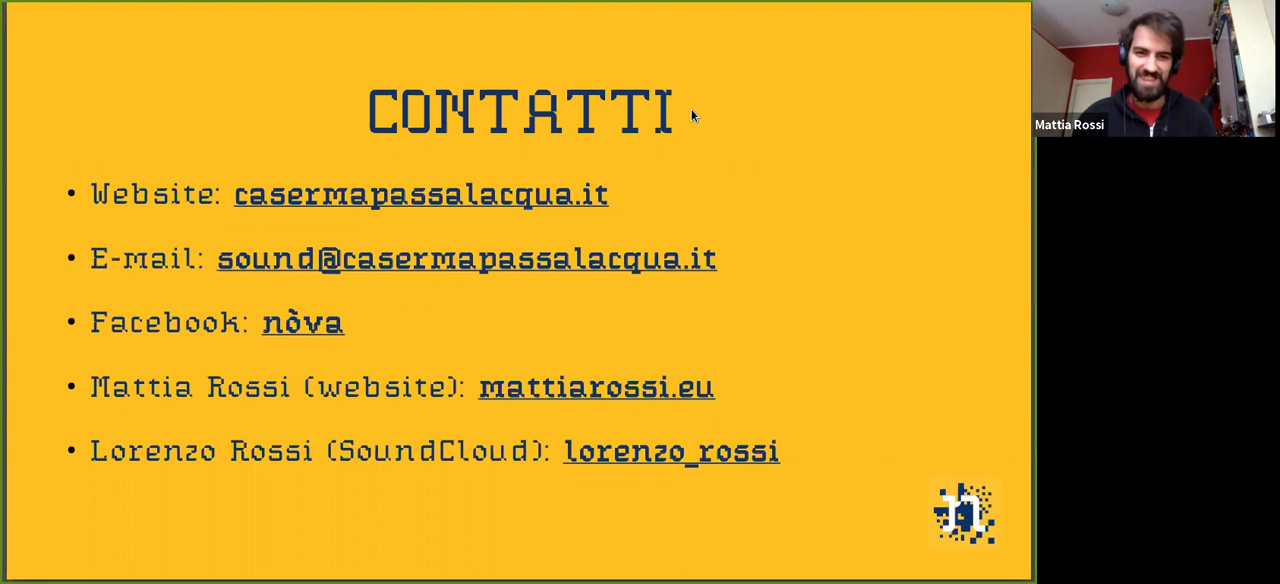 CONTATTI
• Website: casermapassalacqua.it
• E-mail: sound@casermapassalacqua.it
• Facebook: nòva
• Mattia Rossi (website): mattiarossi.eu
• Lorenzo Rossi (SoundCloud): lorenzo_rossi
n
Mattia Rossi